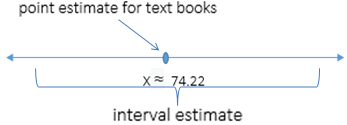 point estimate for text books
X ≈ 74.22
interval estimate